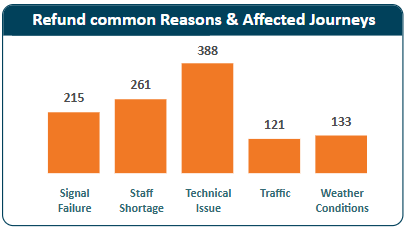 Refund common Reasons & Affected Journeys
388
261
215
133
121
Signal Staff Technical Traffic Weather
Failure Shortage Issue Conditions